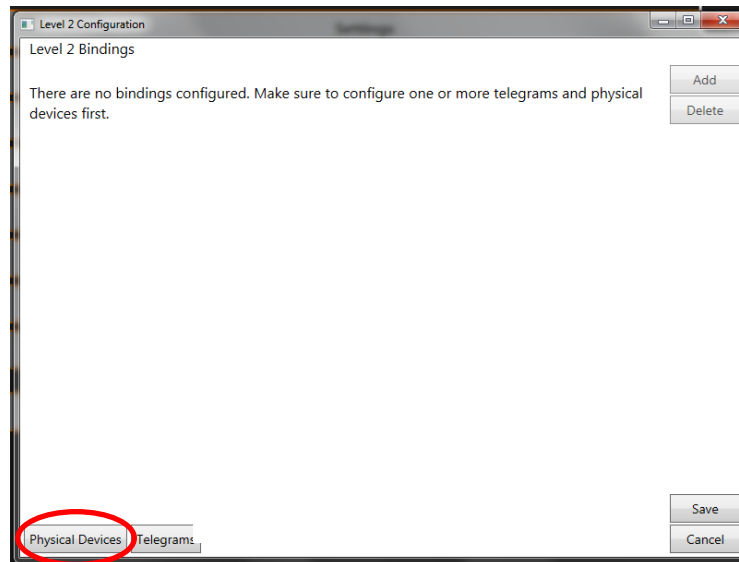 Level 2 Configuration
Settings
Level 2 Bindings
Add
There are no bindings configured. Make sure to configure one or more telegrams and physical
devices first.
Delete
Save
Physical Devices
Telegrams
Cancel